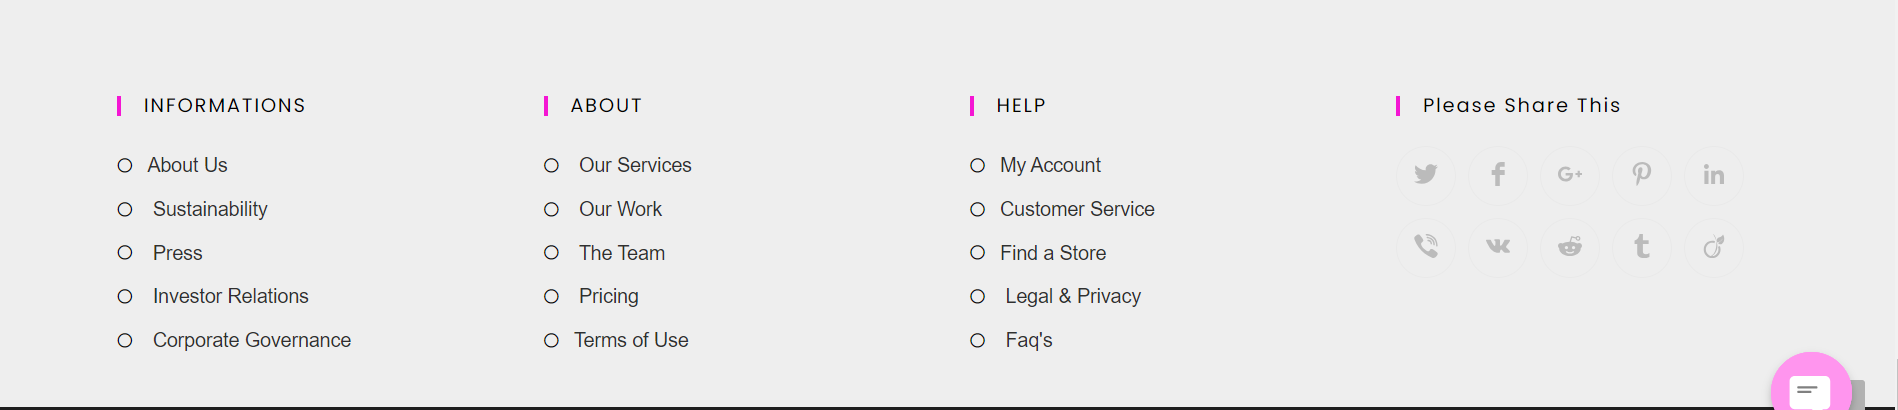 INFORMATIONS
About Us
Sustainability
Press
Investor Relations
Corporate Governance
ABOUT
Our Services
Our Work
The Team
Pricing
Terms of Use
HELP
My Account
Customer Service
Find a Store
Legal & Privacy
Faq's
Please Share This